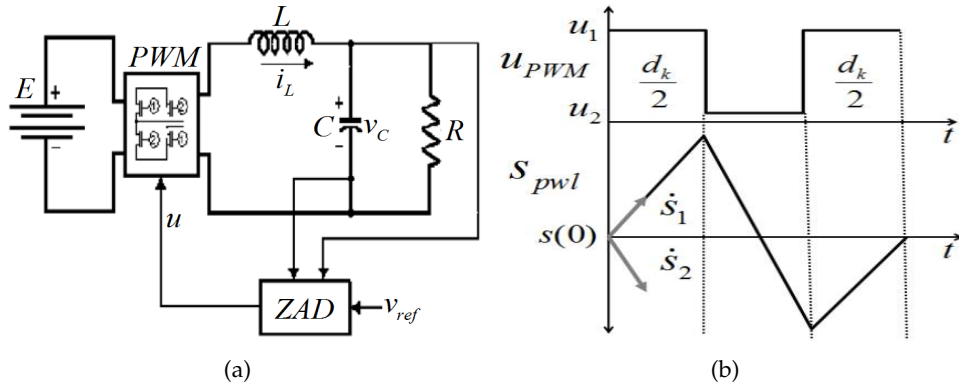 L
PWM
E
+
-
i_L
+
C
v_C
-
R
u
ZAD
v_ref
(a)
u_1
u_PWM
d_k/2
d_k/2
u_2
t
s_pwl
ṡ_1
s(0)
t
ṡ_2
(b)